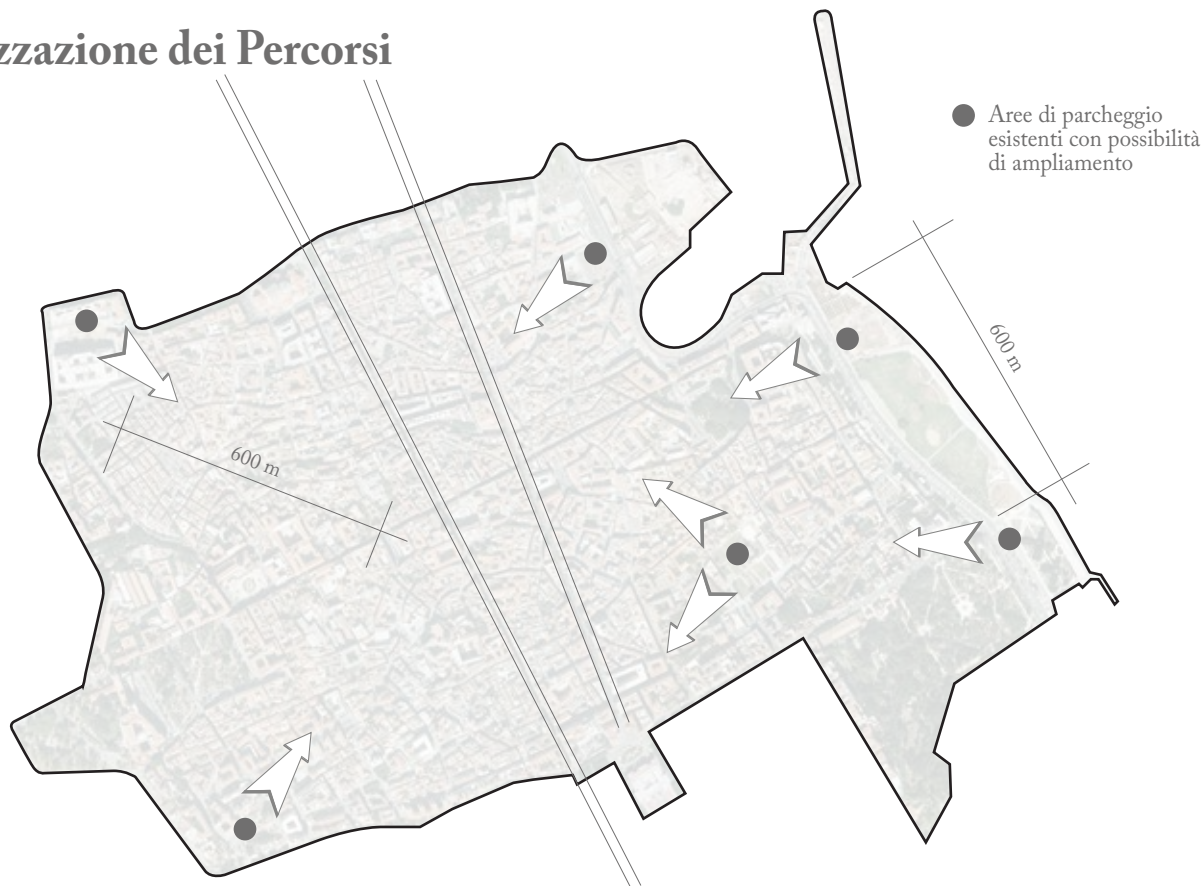 zzazione dei Percorsi
Aree di parcheggio
esistenti con possibilità
di ampliamento
600 m
600 m